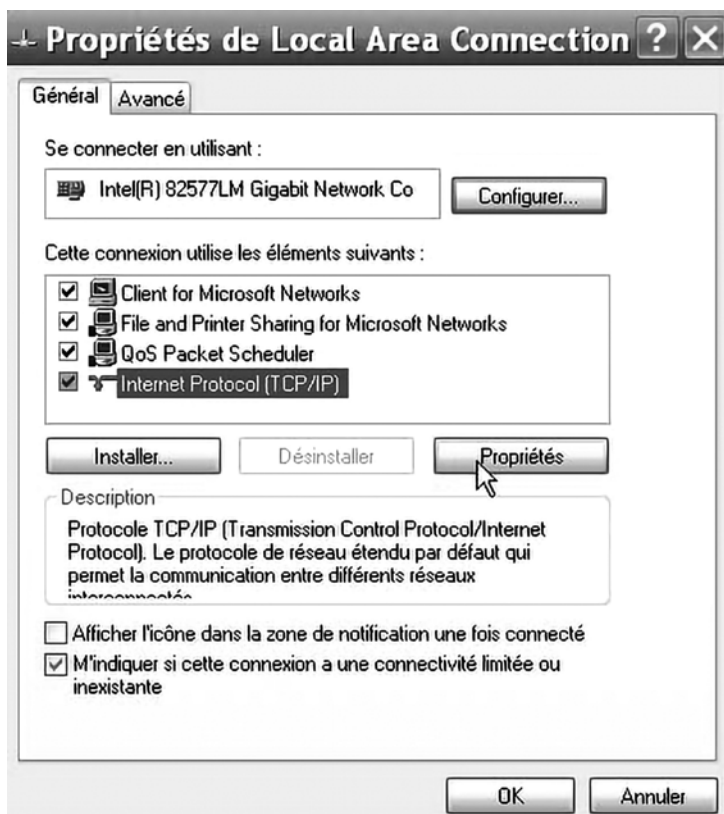 Propriétés de Local Area Connection
Général
Avancé
Se connecter en utilisant :
Intel(R) 82577LM Gigabit Network Co
Configurer...
Cette connexion utilise les éléments suivants :
Client for Microsoft Networks
File and Printer Sharing for Microsoft Networks
QoS Packet Scheduler
Internet Protocol (TCP/IP)
Installer...
Désinstaller
Propriétés
Description
Protocole TCP/IP (Transmission Control Protocol/Internet
Protocol). Le protocole de réseau étendu par défaut qui
permet la communication entre différents réseaux
interconnectés.
Afficher l'icône dans la zone de notification une fois connecté
M'indiquer si cette connexion a une connectivité limitée ou
inexistante
OK
Annuler